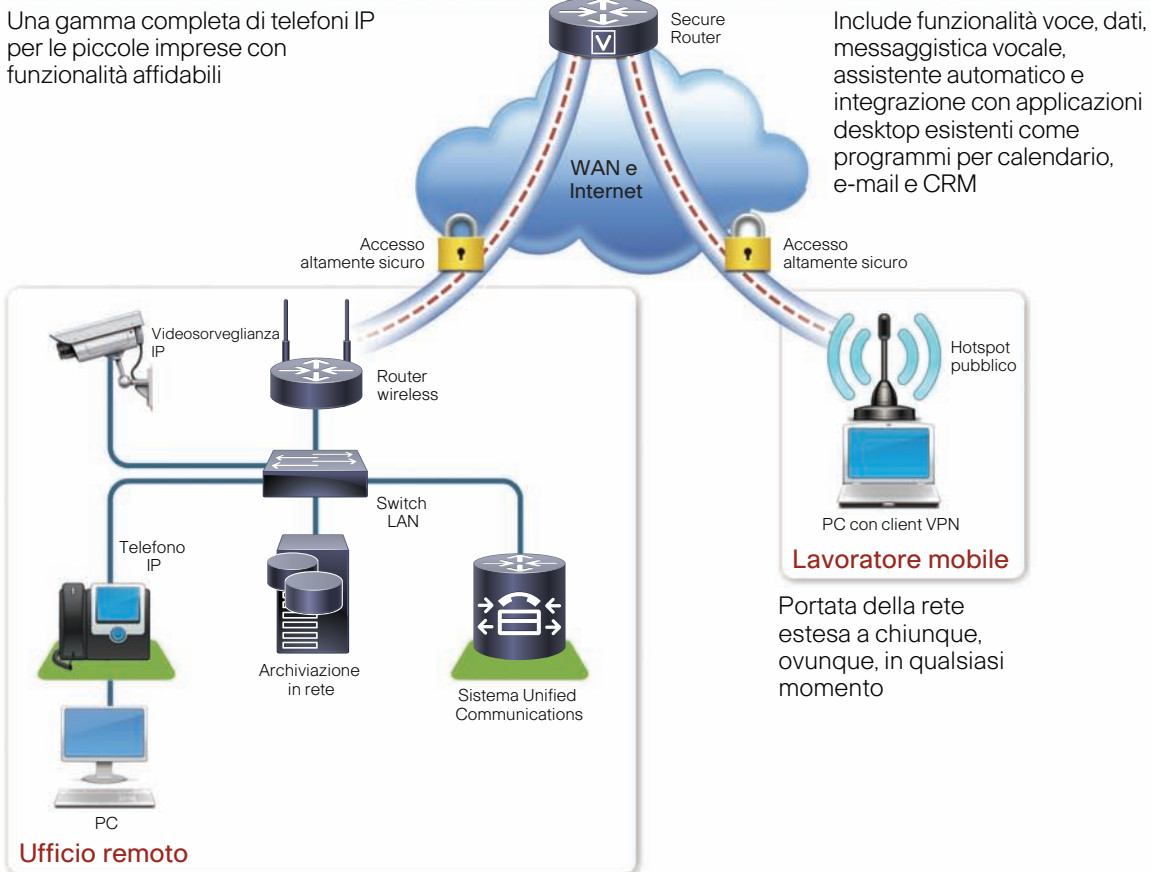 Una gamma completa di telefoni IP
per le piccole imprese con
funzionalità affidabili
Secure
Router
V
Include funzionalità voce, dati,
messaggistica vocale,
assistente automatico e
integrazione con applicazioni
desktop esistenti come
programmi per calendario,
e-mail e CRM
WAN e
Internet
Accesso
altamente sicuro
Accesso
altamente sicuro
Videosorveglianza
IP
Router
wireless
Hotspot
pubblico
Switch
LAN
PC con client VPN
Lavoratore mobile
Telefono
IP
Portata della rete
estesa a chiunque,
ovunque, in qualsiasi
momento
Archiviazione
in rete
Sistema Unified
Communications
PC
Ufficio remoto